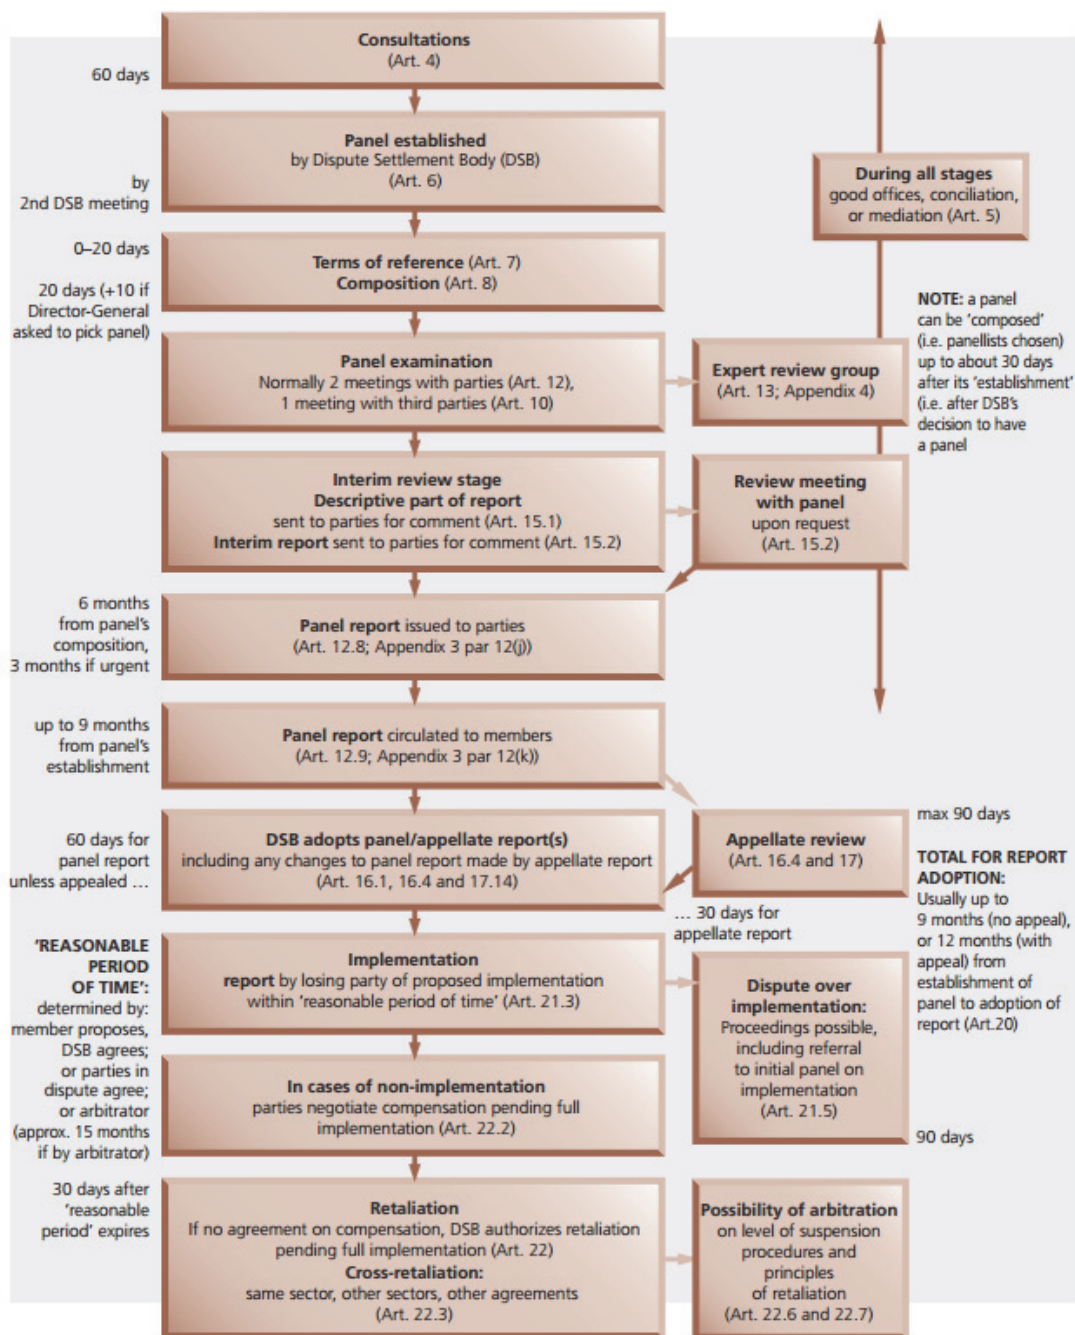 Consultations
(Art. 4)
60 days
Panel established
by Dispute Settlement Body (DSB)
(Art. 6)
by
2nd DSB meeting
During all stages
good offices, conciliation,
or mediation (Art. 5)
0–20 days
Terms of reference (Art. 7)
Composition (Art. 8)
20 days (+10 if
Director-General
asked to pick panel)
NOTE: a panel
can be ‘composed’
(i.e. panellists chosen)
up to about 30 days
after its ‘establishment’
(i.e. after DSB’s
decision to have
a panel
Panel examination
Normally 2 meetings with parties (Art. 12),
1 meeting with third parties (Art. 10)
Expert review group
(Art. 13; Appendix 4)
Interim review stage
Descriptive part of report
sent to parties for comment (Art. 15.1)
Interim report sent to parties for comment (Art. 15.2)
Review meeting
with panel
upon request
(Art. 15.2)
6 months
from panel’s
composition,
3 months if urgent
Panel report issued to parties
(Art. 12.8; Appendix 3 par 12(j))
up to 9 months
from panel’s
establishment
Panel report circulated to members
(Art. 12.9; Appendix 3 par 12(k))
60 days for
panel report
unless appealed ...
DSB adopts panel/appellate report(s)
including any changes to panel report made by appellate report
(Art. 16.1, 16.4 and 17.14)
Appellate review
(Art. 16.4 and 17)
max 90 days
... 30 days for
appellate report
TOTAL FOR REPORT
ADOPTION:
Usually up to
9 months (no appeal),
or 12 months (with
appeal) from
establishment of
panel to adoption of
report (Art.20)
‘REASONABLE
PERIOD
OF TIME’:
determined by:
member proposes,
DSB agrees;
or parties in
dispute agree;
or arbitrator
(approx. 15 months
if by arbitrator)
Implementation
report by losing party of proposed implementation
within ‘reasonable period of time’ (Art. 21.3)
Dispute over
implementation:
Proceedings possible,
including referral
to initial panel on
implementation
(Art. 21.5)
90 days
In cases of non-implementation
parties negotiate compensation pending full
implementation (Art. 22.2)
30 days after
‘reasonable
period’ expires
Retaliation
If no agreement on compensation, DSB authorizes retaliation
pending full implementation (Art. 22)
Cross-retaliation:
same sector, other sectors, other agreements
(Art. 22.3)
Possibility of arbitration
on level of suspension
procedures and
principles
of retaliation
(Art. 22.6 and 22.7)